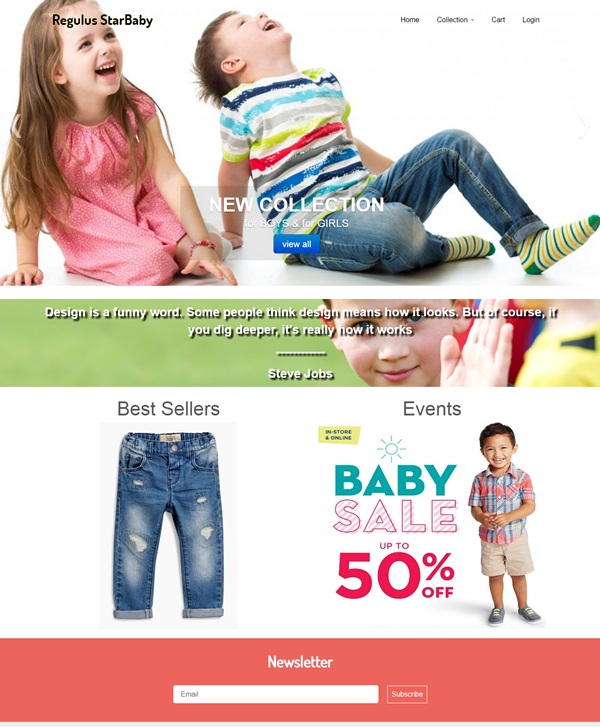 Regulus StarBaby
Home Collection Cart Login
NEW COLLECTION
for BOYS & for GIRLS
view all
Design is a funny word. Some people think design means how it looks. But of course, if
you dig deeper, it's really how it works
------------
Steve Jobs
Best Sellers
Events
IN-STORE
& ONLINE
BABY
SALE
UP TO
50%
OFF
Newsletter
Email
Subscribe